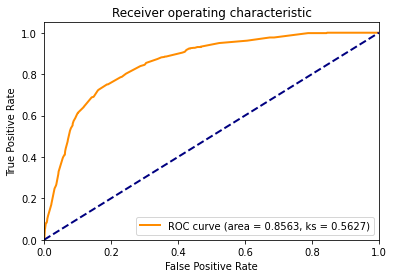 Receiver operating characteristic
True Positive Rate
1.0
0.8
0.6
0.4
0.2
0.0
ROC curve (area = 0.8563, ks = 0.5627)
0.0 0.2 0.4 0.6 0.8 1.0
False Positive Rate